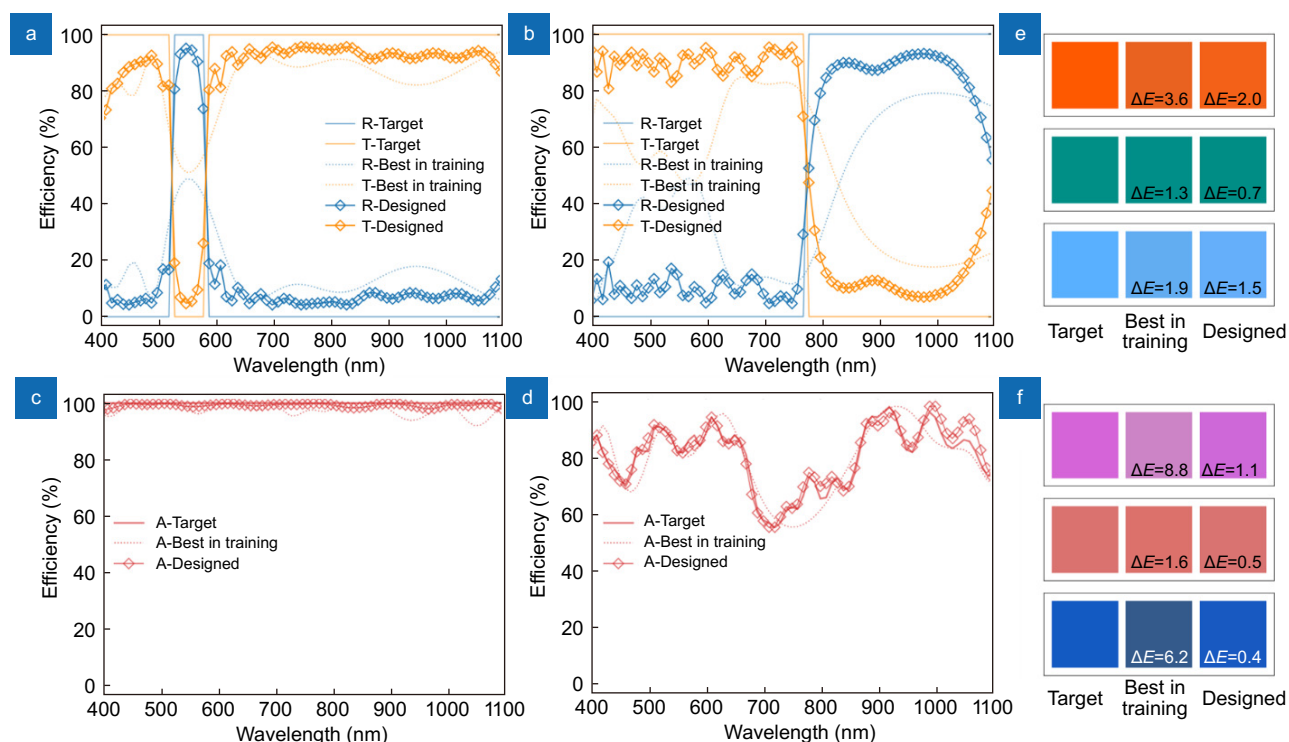 a
100
80
60
40
20
0
Efficiency (%)
R-Target
T-Target
R-Best in training
T-Best in training
R-Designed
T-Designed
400 500 600 700 800 900 1000 1100
Wavelength (nm)
b
100
80
60
40
20
0
Efficiency (%)
R-Target
T-Target
R-Best in training
T-Best in training
R-Designed
T-Designed
400 500 600 700 800 900 1000 1100
Wavelength (nm)
e
ΔE=3.6 ΔE=2.0
ΔE=1.3 ΔE=0.7
ΔE=1.9 ΔE=1.5
Target Best in Designed
training
c
100
80
60
40
20
0
Efficiency (%)
A-Target
A-Best in training
A-Designed
400 500 600 700 800 900 1000 1100
Wavelength (nm)
d
100
80
60
40
20
0
Efficiency (%)
A-Target
A-Best in training
A-Designed
400 500 600 700 800 900 1000 1100
Wavelength (nm)
f
ΔE=8.8 ΔE=1.1
ΔE=1.6 ΔE=0.5
ΔE=6.2 ΔE=0.4
Target Best in Designed
training